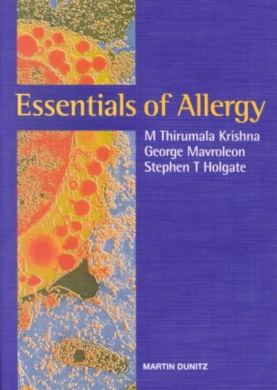 Essentials of Allergy
M Thirumala Krishna
George Mavroleon
Stephen T Holgate
MARTIN DUNITZ